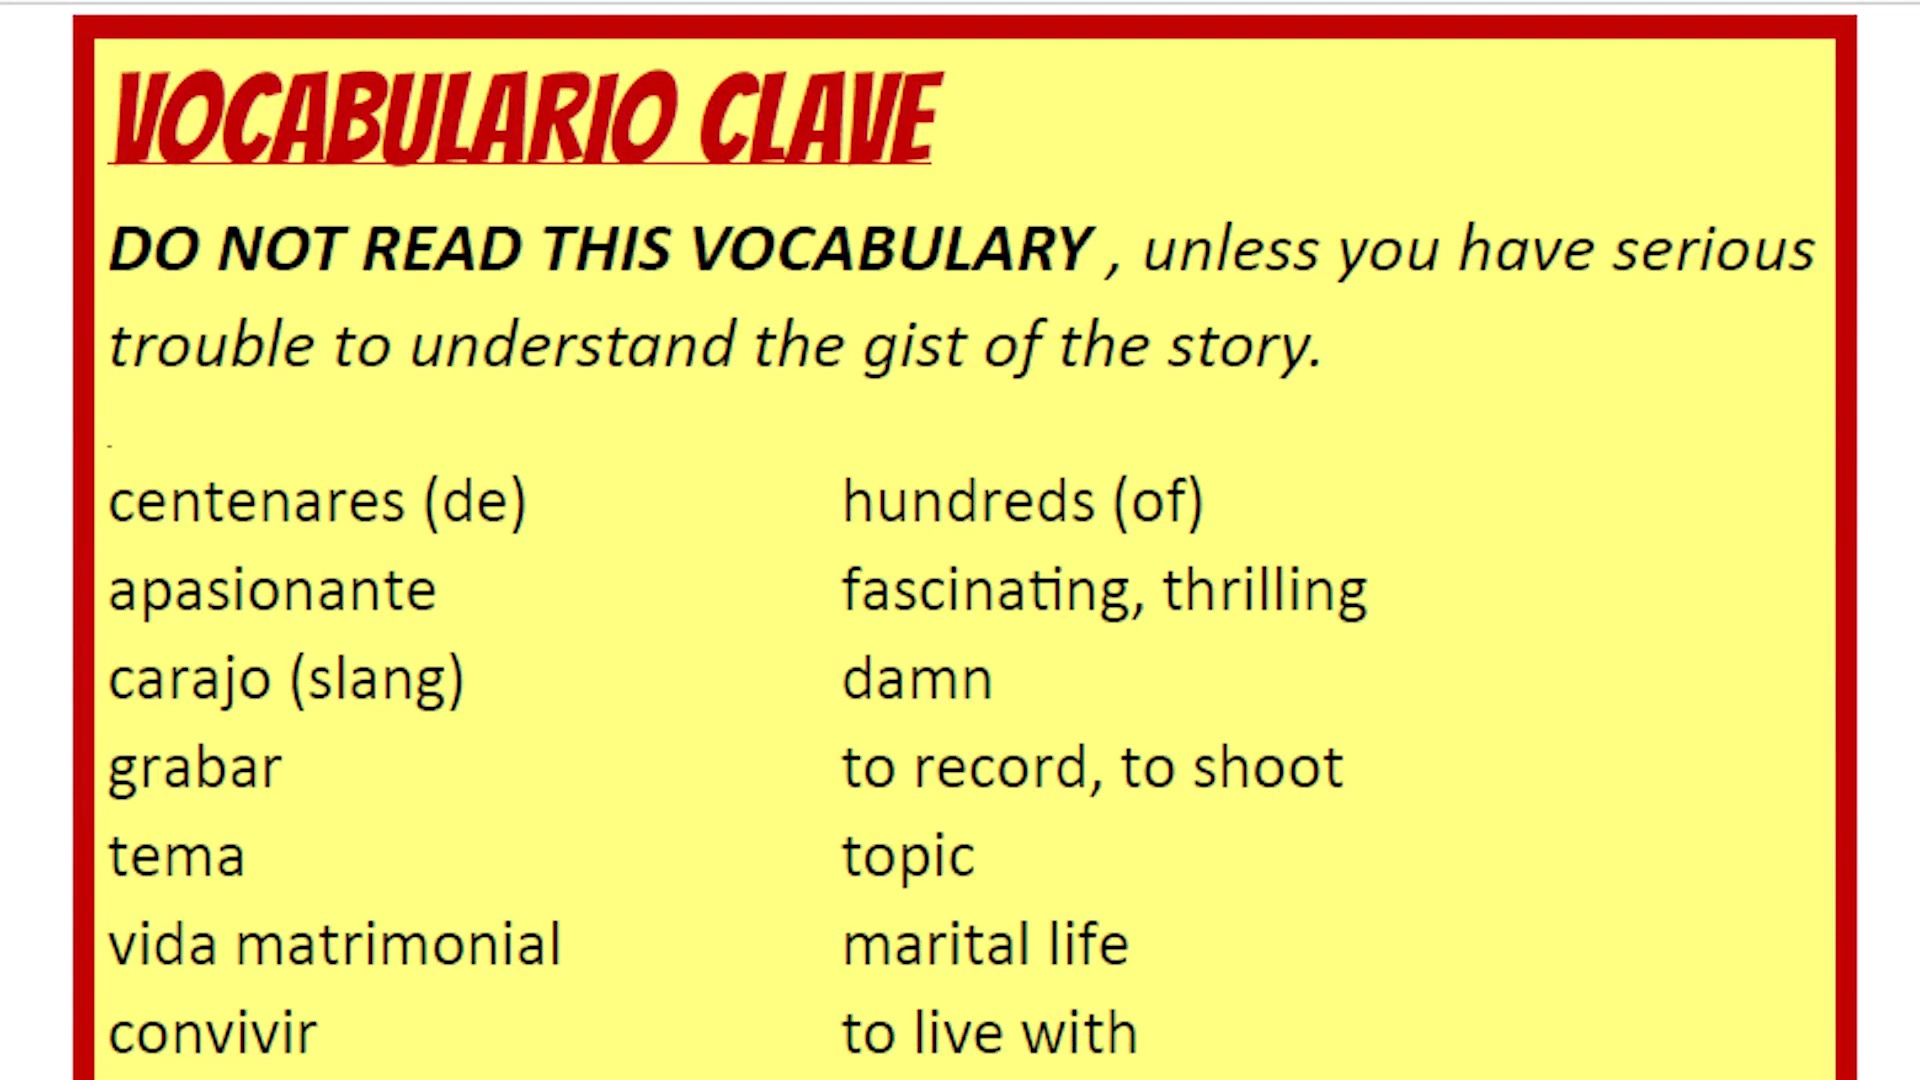 VOCABULARIO CLAVE
DO NOT READ THIS VOCABULARY , unless you have serious
trouble to understand the gist of the story.
-
centenares (de) hundreds (of)
apasionante fascinating, thrilling
carajo (slang) damn
grabar to record, to shoot
tema topic
vida matrimonial marital life
convivir to live with